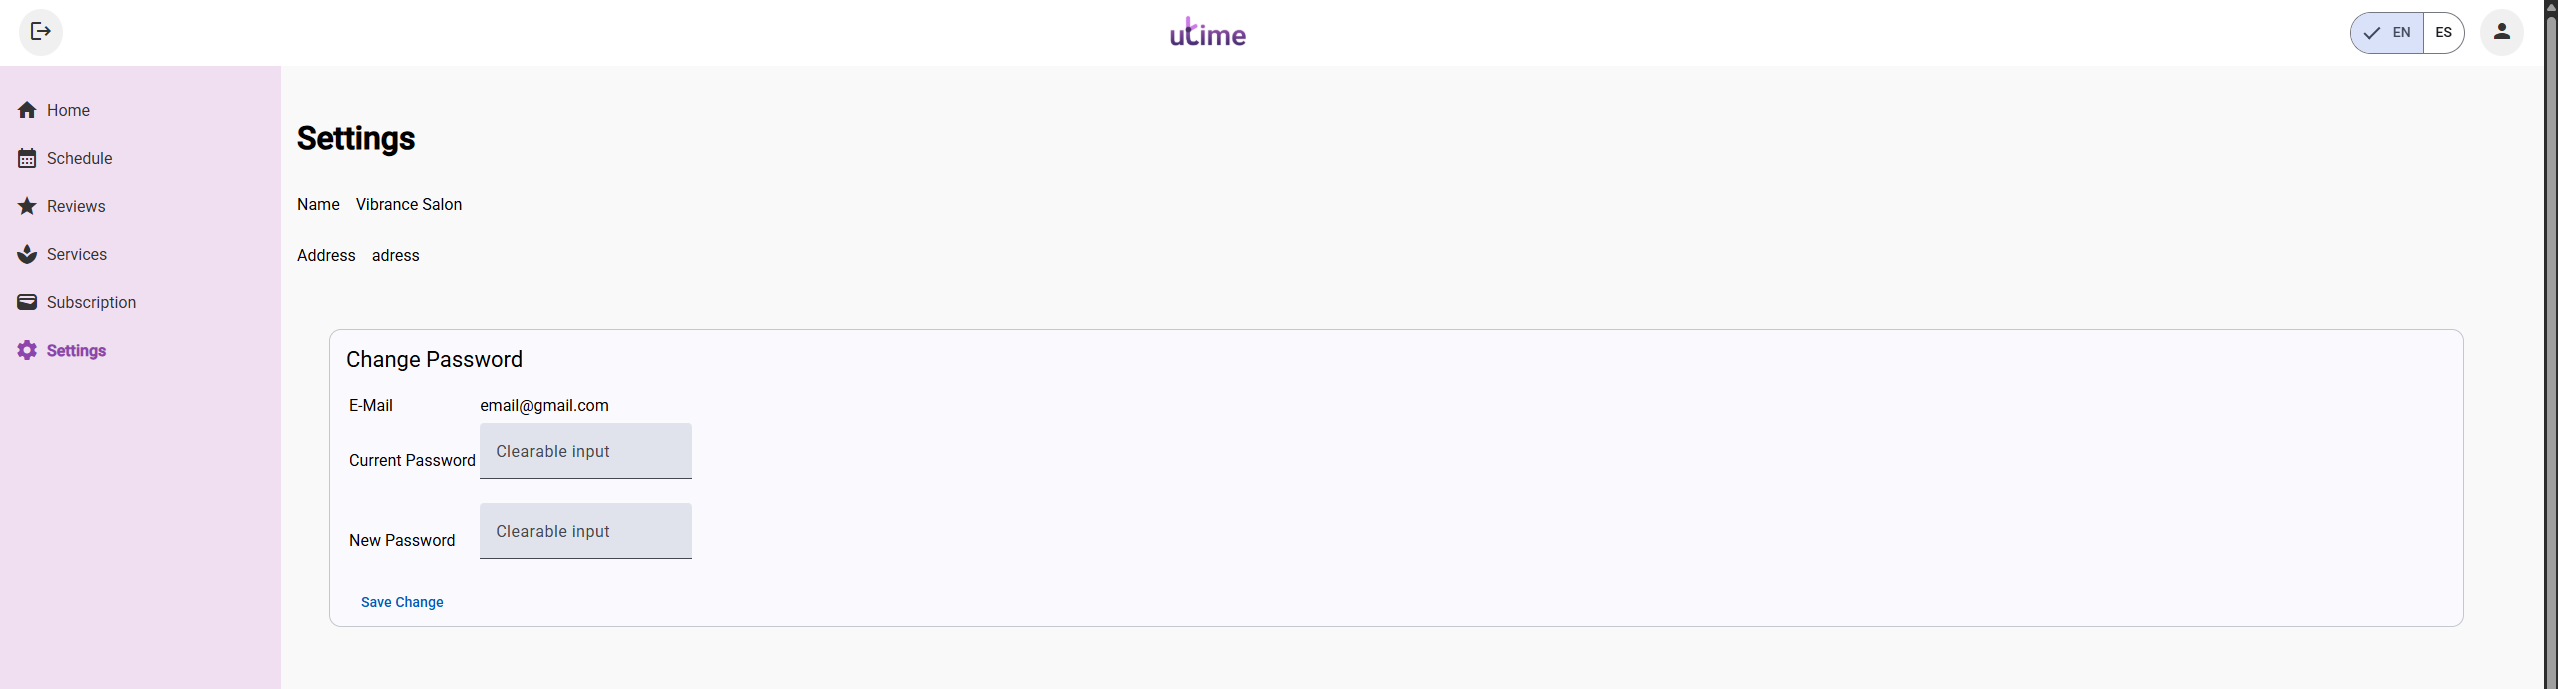 utime
EN ES
Home
Schedule
Reviews
Services
Subscription
Settings
Settings
Name Vibrance Salon
Address adress
Change Password
E-Mail email@gmail.com
Current Password Clearable input
New Password Clearable input
Save Change